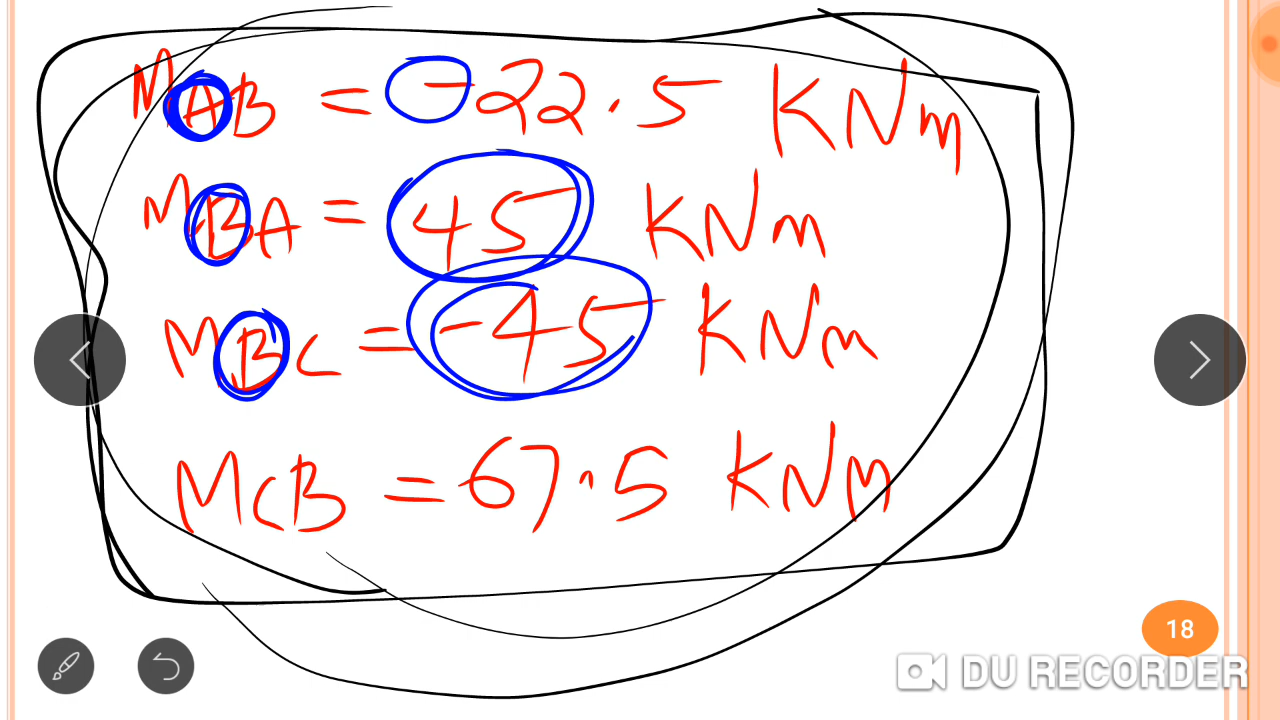 MAB = -22.5 KNm
MBA = 45 KNm
MBC = -45 KNm
MCB = 67.5 KNm
18
DU RECORDER